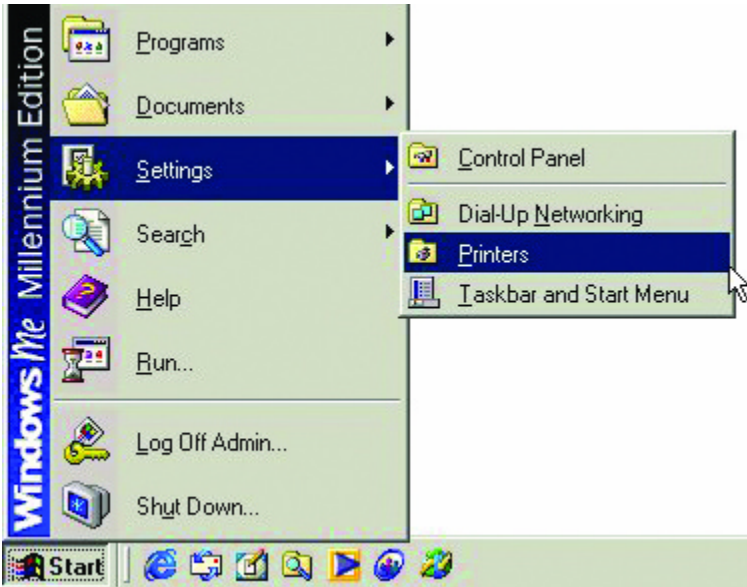 Windows Me Millennium Edition
Programs
Documents
Settings
Search
Help
Run...
Log Off Admin...
Shut Down...
Control Panel
Dial-Up Networking
Printers
Taskbar and Start Menu
Start